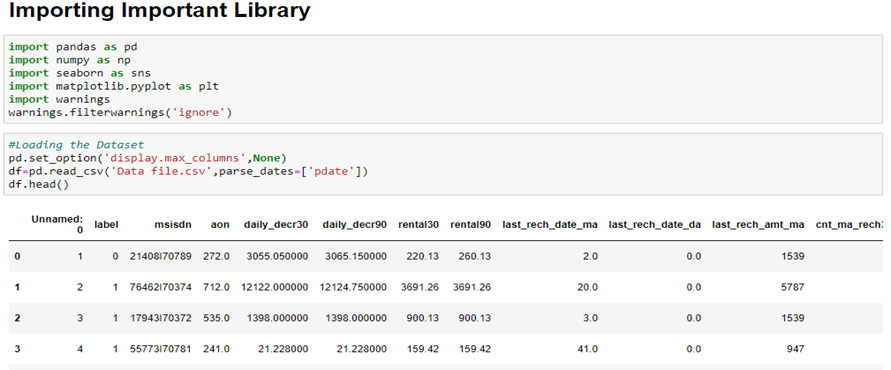 Importing Important Library
import pandas as pd
import numpy as np
import seaborn as sns
import matplotlib.pyplot as plt
import warnings
warnings.filterwarnings('ignore')
#Loading the Dataset
pd.set_option('display.max_columns',None)
df=pd.read_csv('Data file.csv',parse_dates=['pdate'])
df.head()
Unnamed: 0 label msisdn aon daily_decr30 daily_decr90 rental30 rental90 last_rech_date_ma last_rech_date_da last_rech_amt_ma cnt_ma_rech3
0 1 0 21408I70789 272.0 3055.050000 3065.150000 220.13 260.13 2.0 0.0 1539
1 2 1 76462I70374 712.0 12122.000000 12124.750000 3691.26 3691.26 20.0 0.0 5787
2 3 1 17943I70372 535.0 1398.000000 1398.000000 900.13 900.13 3.0 0.0 1539
3 4 1 55773I70781 241.0 21.228000 21.228000 159.42 159.42 41.0 0.0 947